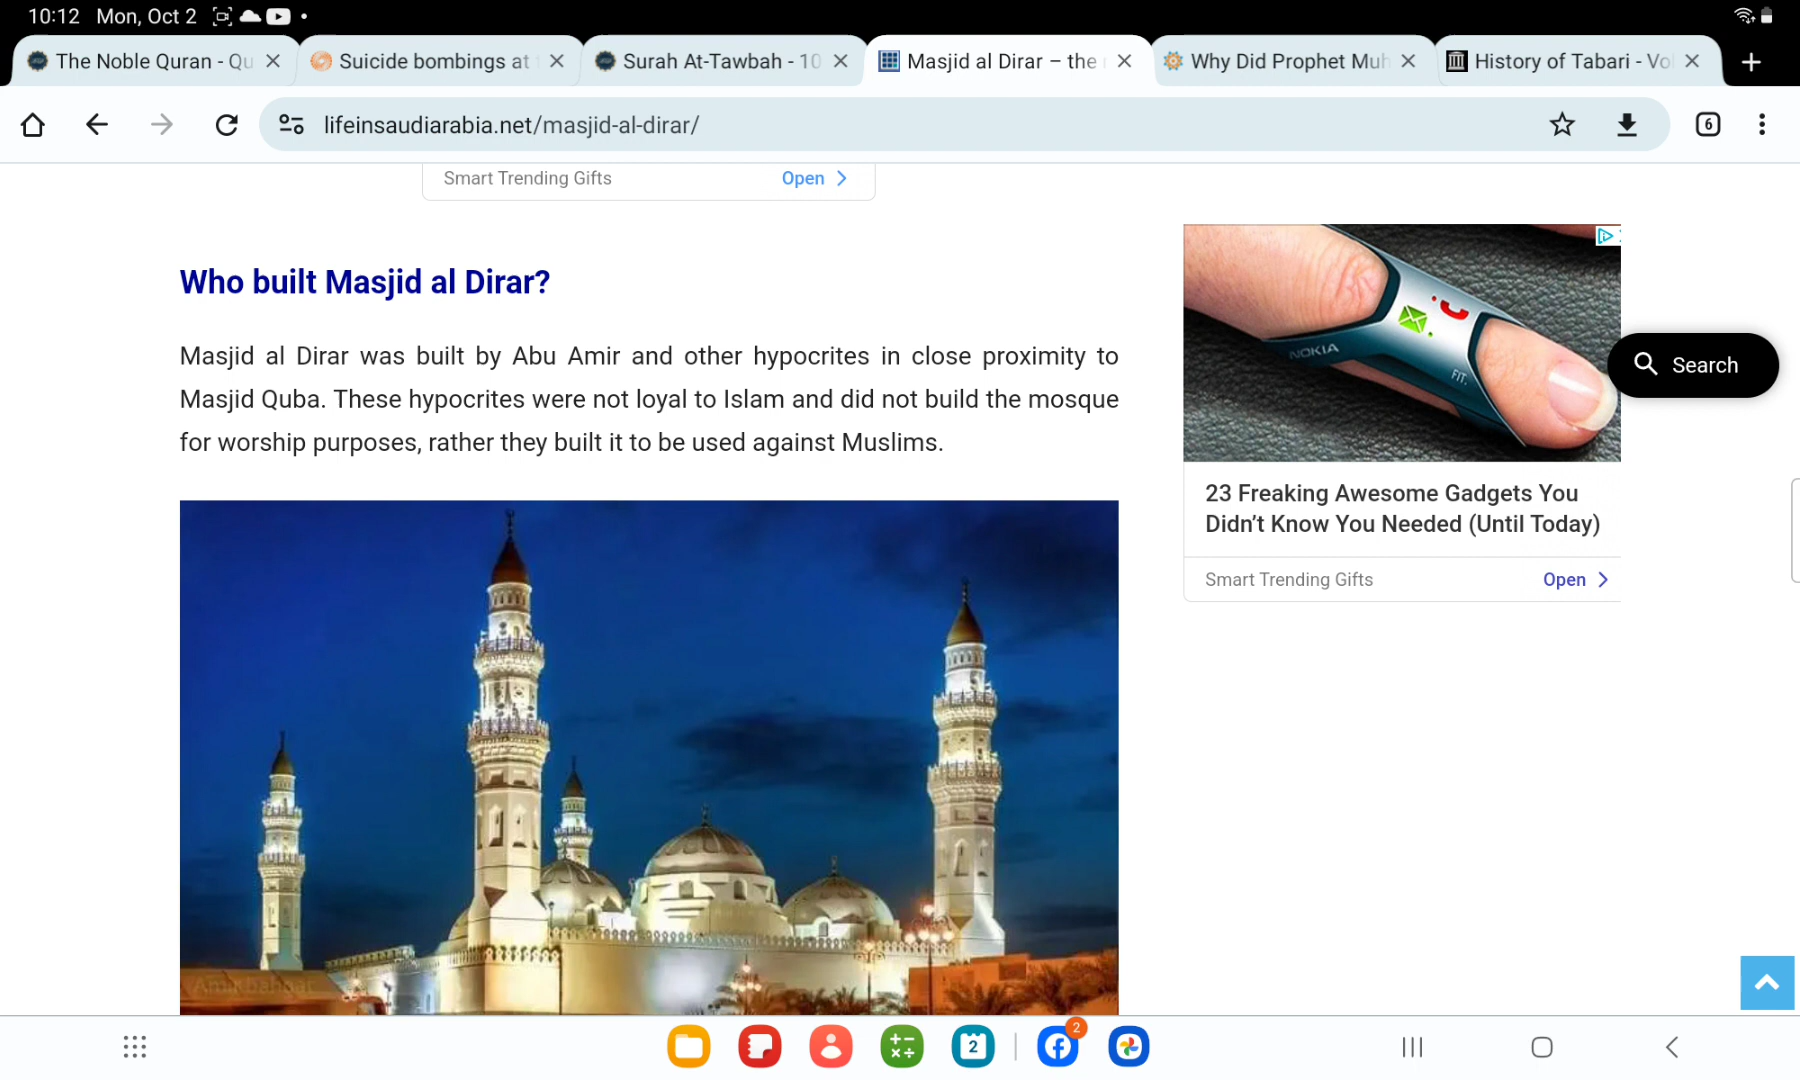 10:12 Mon, Oct 2
The Noble Quran - Qu
Suicide bombings at
Surah At-Tawbah - 10
Masjid al Dirar – the
Why Did Prophet Muh
History of Tabari - Vol
lifeinsaudiarabia.net/masjid-al-dirar/
6
Smart Trending Gifts Open
Who built Masjid al Dirar?
Masjid al Dirar was built by Abu Amir and other hypocrites in close proximity to
Masjid Quba. These hypocrites were not loyal to Islam and did not build the mosque
for worship purposes, rather they built it to be used against Muslims.
NOKIA
FIT.
Search
23 Freaking Awesome Gadgets You
Didn't Know You Needed (Until Today)
Smart Trending Gifts Open
2
2